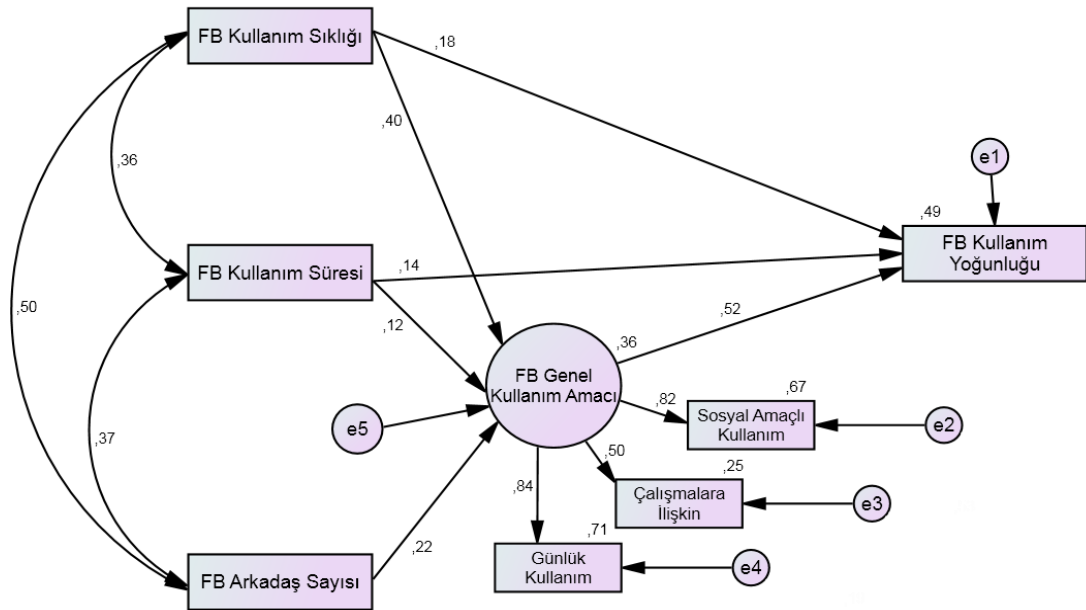 FB Kullanım Sıklığı
,18
,40
,36
e1
,49
FB Kullanım
Yoğunluğu
FB Kullanım Süresi
,14
,12
,50
,52
,36
FB Genel
Kullanım Amacı
,67
,82
Sosyal Amaçlı
Kullanım
e2
e5
,37
,50
,25
,84
Çalışmalara
İlişkin
e3
,22
,71
FB Arkadaş Sayısı
Günlük
Kullanım
e4